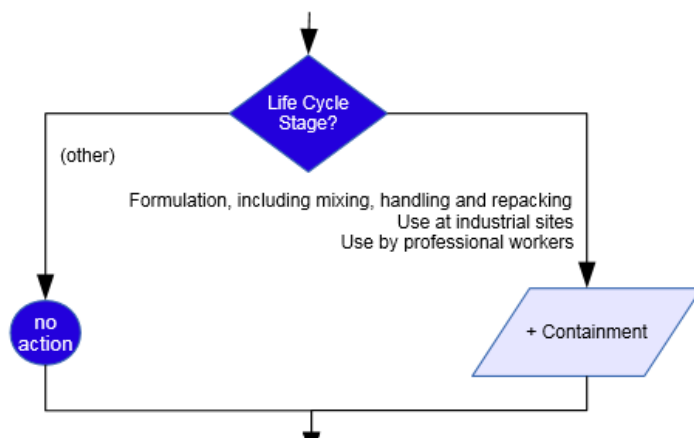 Life Cycle
Stage?
(other)
Formulation, including mixing, handling and repacking
Use at industrial sites
Use by professional workers
no
action
+ Containment